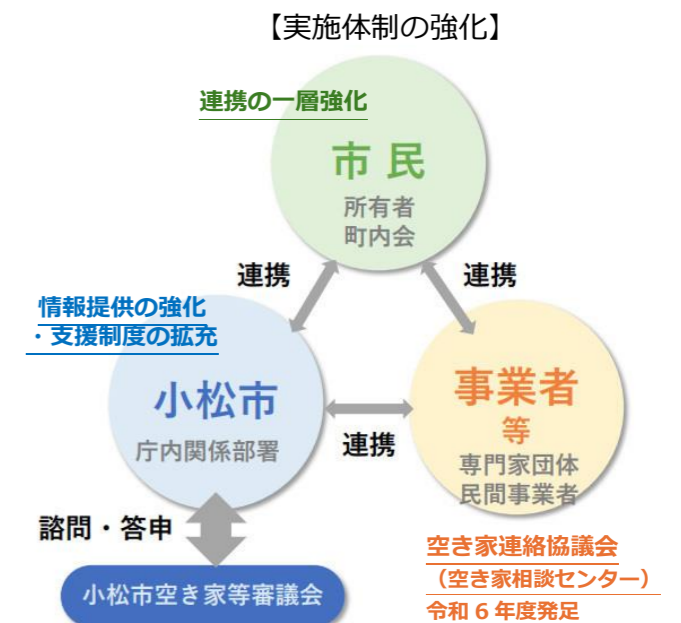 【実施体制の強化】
連携の一層強化
市民
所有者
町内会
連携
連携
情報提供の強化
・支援制度の拡充
小松市
庁内関係部署
連携
事業者
等
専門家団体
民間事業者
諮問・答申
小松市空き家等審議会
空き家連絡協議会
（空き家相談センター）
令和6年度発足